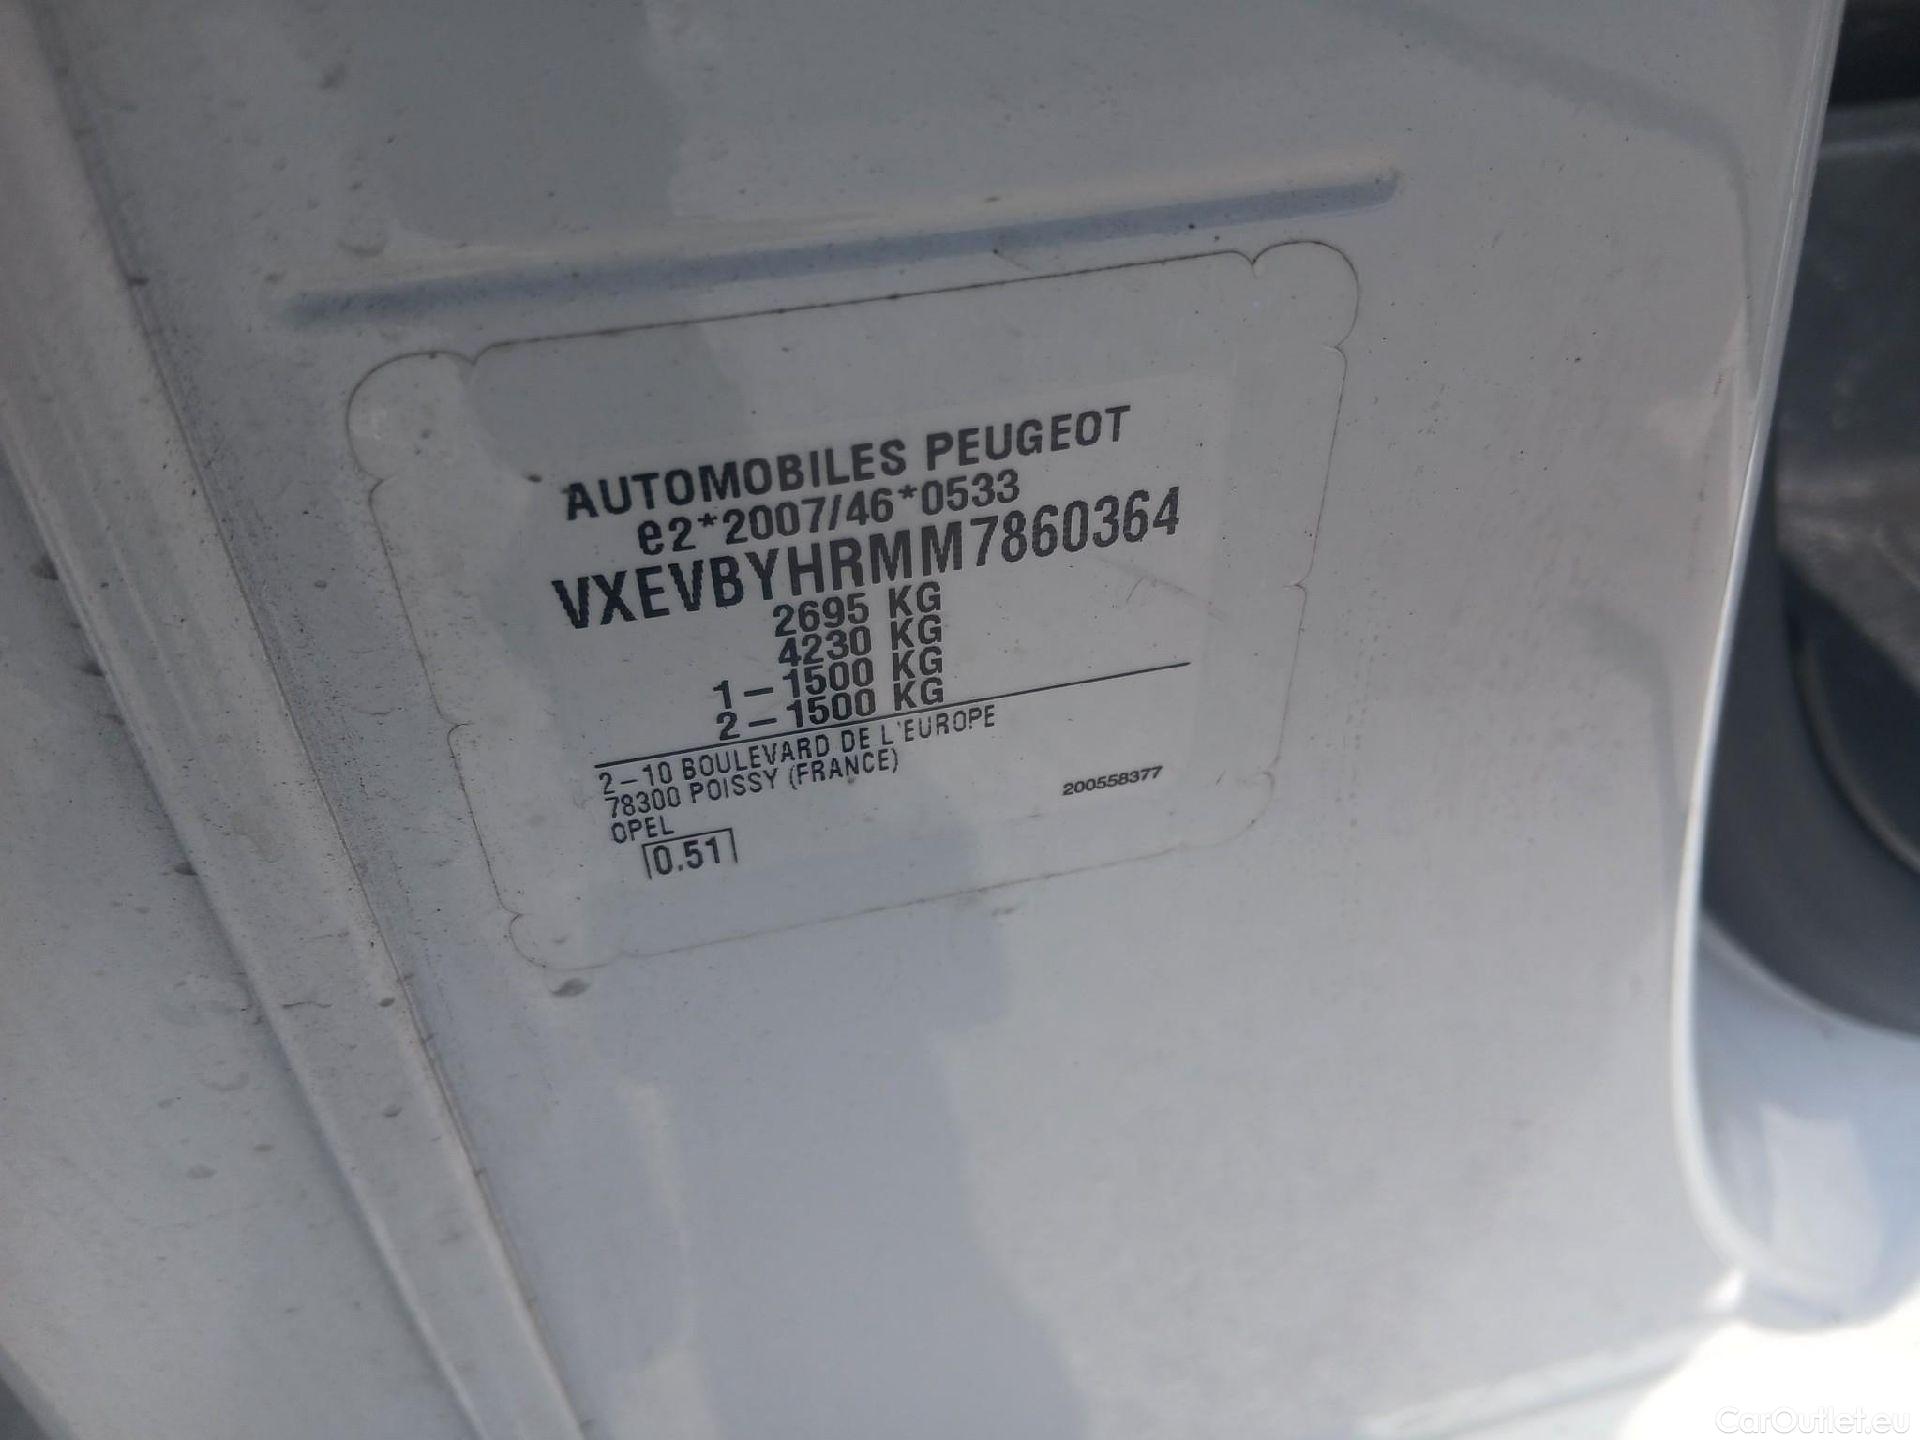 AUTOMOBILES PEUGEOT
e2*2007/46*0533
VXEVBYHRMM7860364
2695 KG
4230 KG
1-1500 KG
2-1500 KG
2-10 BOULEVARD DE L'EUROPE
78300 POISSY (FRANCE)
OPEL
200558377
0.51
CarOutlet.eu